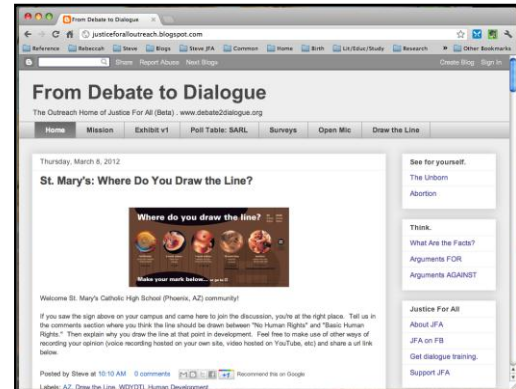 From Debate to Dialogue
justiceforalloutreach.blogspot.com
Reference Rebeccah Steve Blogs Steve JFA Common Home Birth Lit/Educ/Study Research Other Bookmarks
Share Report Abuse Next Blog» Create Blog Sign In
From Debate to Dialogue
The Outreach Home of Justice For All (Beta) . www.debate2dialogue.org
Home Mission Exhibit v1 Poll Table: SARL Surveys Open Mic Draw the Line
Thursday, March 8, 2012
St. Mary's: Where Do You Draw the Line?
Where do you draw the line?
Make your mark below...
Welcome St. Mary's Catholic High School (Phoenix, AZ) community!
If you saw the sign above on your campus and came here to join the discussion, you're at the right place. Tell us in
the comments section where you think the line should be drawn between "No Human Rights" and "Basic Human
Rights." Then explain why you draw the line at that point in development. Feel free to make use of other ways of
recording your opinion (voice recording hosted on your own site, video hosted on YouTube, etc) and share a url link
below.
Posted by Steve at 10:10 AM 0 comments Recommend this on Google
Labels: AZ, Draw the Line, WDYDTL Human Development
See for yourself.
The Unborn
Abortion
Think.
What Are the Facts?
Arguments FOR
Arguments AGAINST
Justice For All
About JFA
JFA on FB
Get dialogue training.
Support JFA